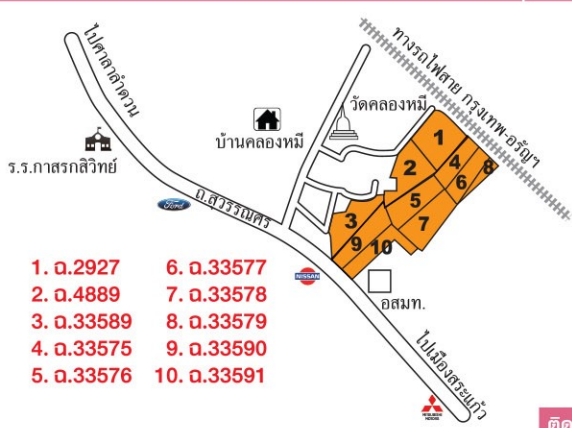 ไปศาลาลำดวน
ทางรถไฟสาย กรุงเทพ-อรัญฯ
วัดคลองหมี
บ้านคลองหมี
ร.ร.กาสรกสิวิทย์
Ford
ถ.สุวรรณศร
1
2
4
8
6
5
3
7
9
10
NISSAN
อสมท.
ไปเมืองสระแก้ว
MITSUBISHI
MOTORS
1. ฉ.2927
2. ฉ.4889
3. ฉ.33589
4. ฉ.33575
5. ฉ.33576
6. ฉ.33577
7. ฉ.33578
8. ฉ.33579
9. ฉ.33590
10. ฉ.33591